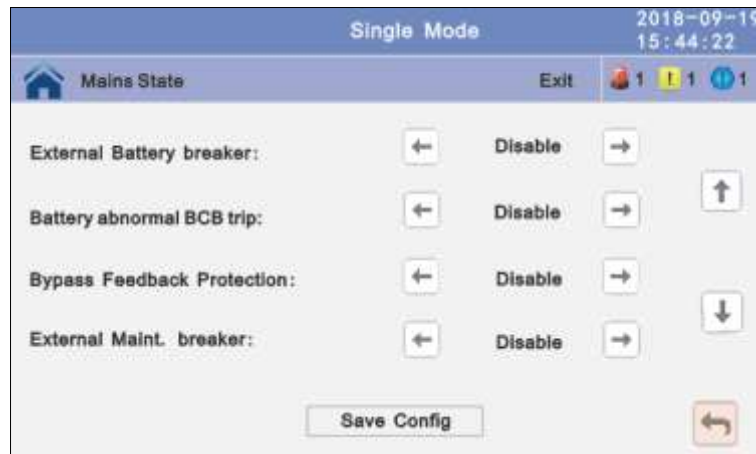 Single Mode
2018-09-19
15:44:22
Mains State
Exit
1
! 1
1
External Battery breaker:
Disable
Battery abnormal BCB trip:
Disable
Bypass Feedback Protection:
Disable
External Maint. breaker:
Disable
Save Config